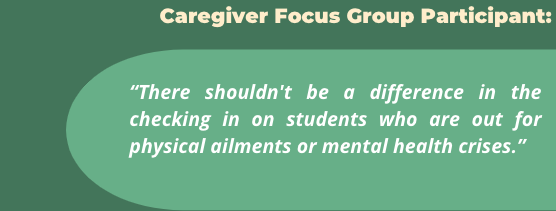 Caregiver Focus Group Participant:
“There shouldn't be a difference in the
checking in on students who are out for
physical ailments or mental health crises.”